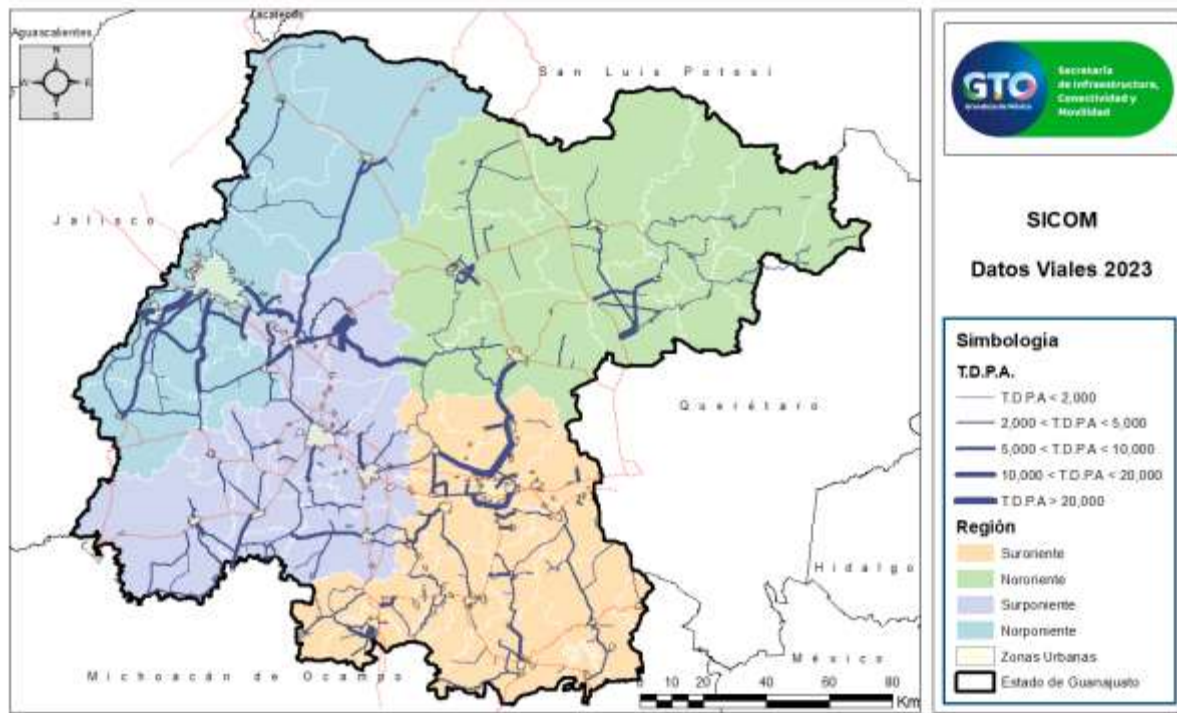 Zacatecas
Aguascalientes
N
W
E
S
San Luis Potosí
Jalisco
Querétaro
Hidalgo
México
Michoacán de Ocampo
0 10 20 40 60 80
Km
GTO
Secretaría
de Infraestructura,
Conectividad y
Movilidad
SICOM
Datos Viales 2023
Simbología
T.D.P.A.
T.D.P.A < 2,000
2,000 < T.D.P.A < 5,000
5,000 < T.D.P.A < 10,000
10,000 < T.D.P.A < 20,000
T.D.P.A > 20,000
Región
Suroriente
Nororiente
Surponiente
Norponiente
Zonas Urbanas
Estado de Guanajuato